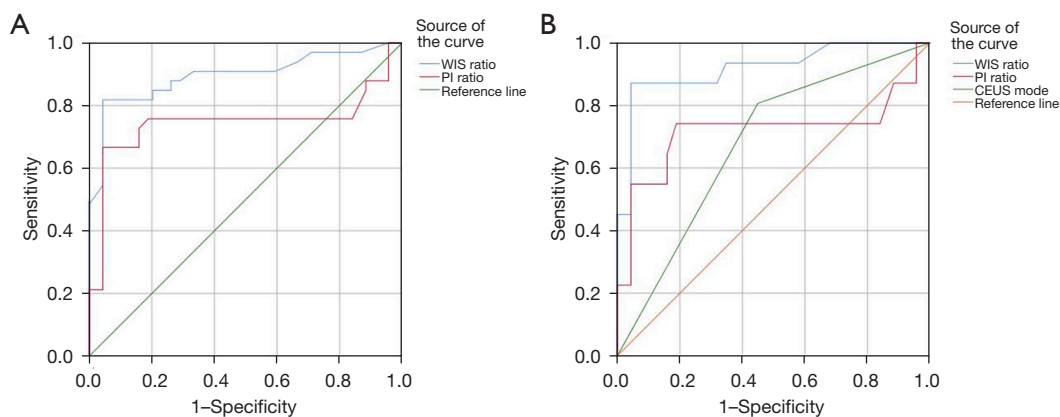 A
Source of
the curve
WIS ratio
PI ratio
Reference line
1.0
0.8
0.6
0.4
0.2
0.0
Sensitivity
0.0 0.2 0.4 0.6 0.8 1.0
1–Specificity
B
Source of
the curve
WIS ratio
PI ratio
CEUS mode
Reference line
1.0
0.8
0.6
0.4
0.2
0.0
Sensitivity
0.0 0.2 0.4 0.6 0.8 1.0
1–Specificity